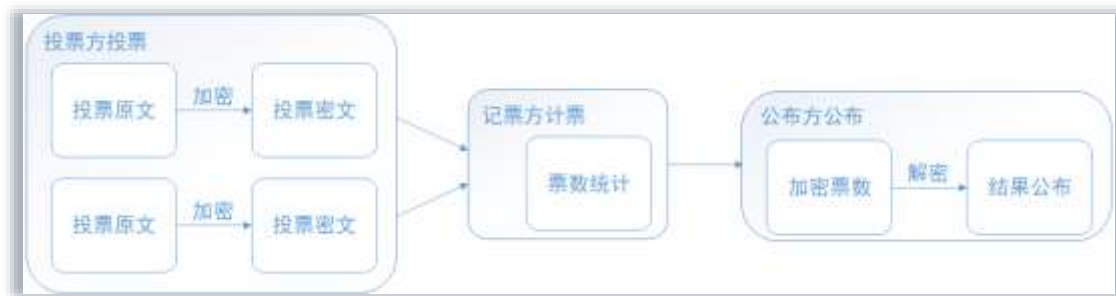 投票方投票
投票原文
加密
投票密文
投票原文
加密
投票密文
记票方计票
票数统计
公布方公布
加密票数
解密
结果公布